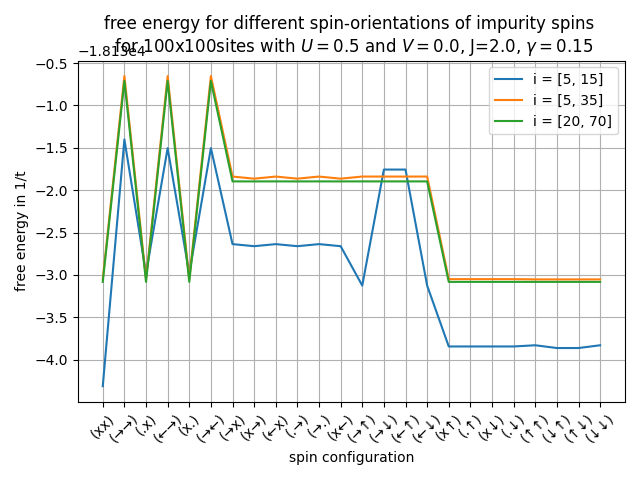 free energy for different spin-orientations of impurity spins
for 100x100sites with U = 0.5 and V = 0.0, J=2.0, γ = 0.15
−1.813e4
i = [5, 15]
i = [5, 35]
i = [20, 70]
−0.5
−1.0
−1.5
−2.0
−2.5
−3.0
−3.5
−4.0
free energy in 1/t
(xx)
(→→)
(.x)
(←→)
(x.)
(→←)
(→x)
(x→)
(←x)
(.→)
(→.)
(x←)
(→↑)
(→↓)
(←↑)
(←↓)
(x↑)
(.↑)
(x↓)
(.↓)
(↑↑)
(↓↑)
(↑↓)
(↓↓)
spin configuration